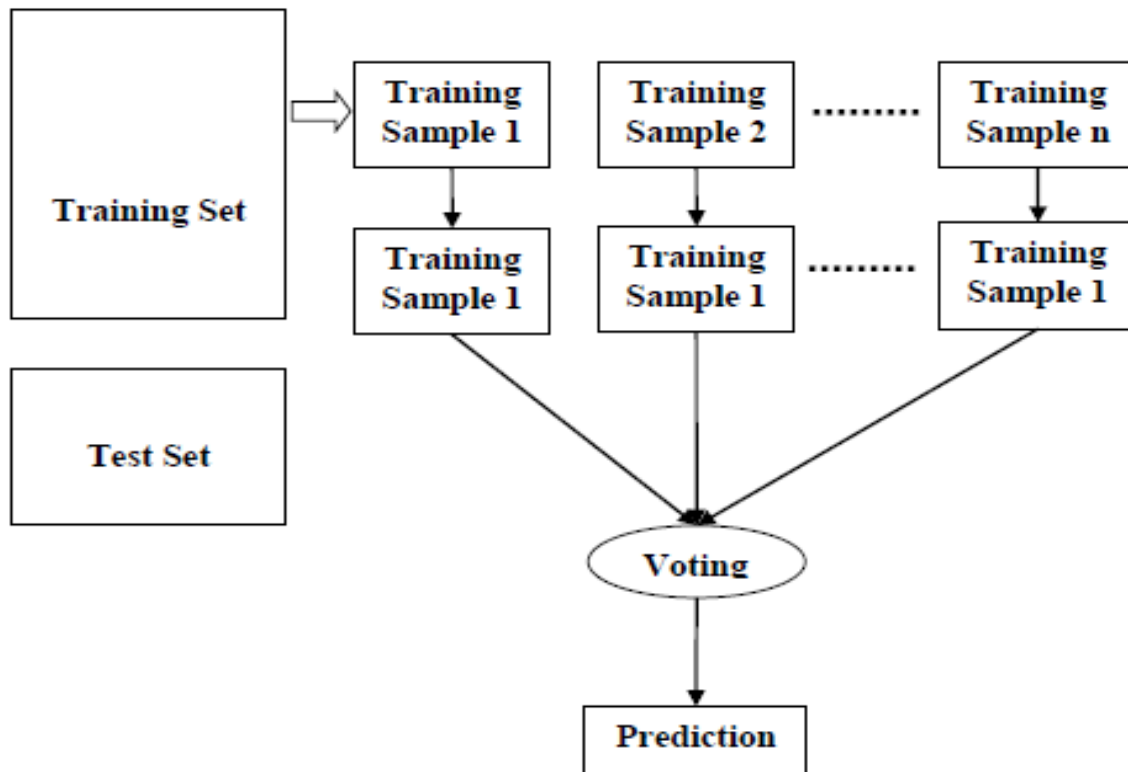 Training Set
Training
Sample 1
Training
Sample 2
Training
Sample n
Training
Sample 1
Training
Sample 1
Training
Sample 1
Test Set
Voting
Prediction